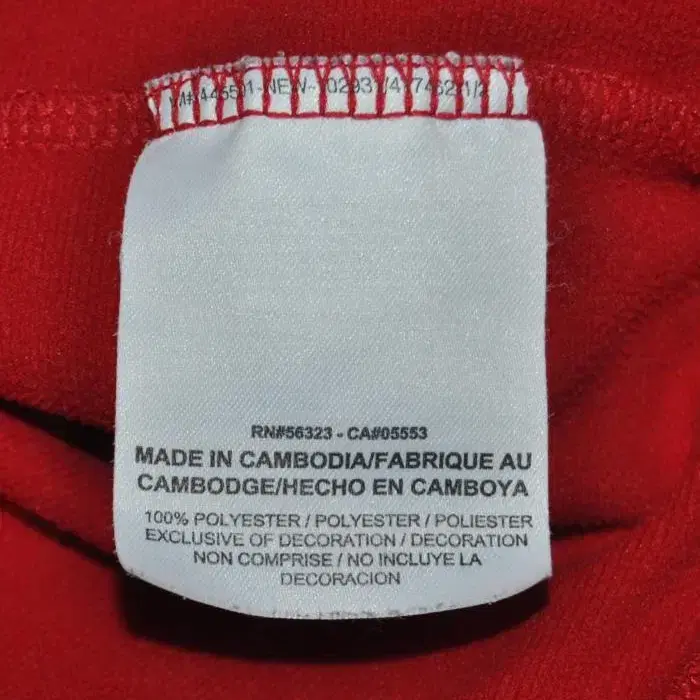 RN#56323 - CA#05553
MADE IN CAMBODIA/FABRIQUE AU
CAMBODGE/HECHO EN CAMBOYA
100% POLYESTER / POLYESTER / POLIESTER
EXCLUSIVE OF DECORATION / DECORATION
NON COMPRISE / NO INCLUYE LA
DECORACION